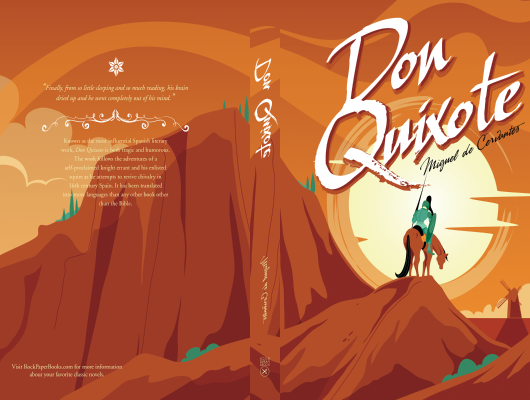 "Finally, from so little sleeping and so much reading, his brain
dried up and he went completely out of his mind."
Known as the most influential Spanish literary
work, Don Quixote is both tragic and humorous.
The work follows the adventures of a
self-proclaimed knight errant and his enlisted
squire as he attempts to revive chivalry in
16th century Spain. It has been translated
into more languages than any other book other
than the Bible.
Visit RockPaperBooks.com for more information
about your favorite classic novels.
Don Quixote
Miguel de Cervantes
Don
Quixote
Miguel de Cervantes